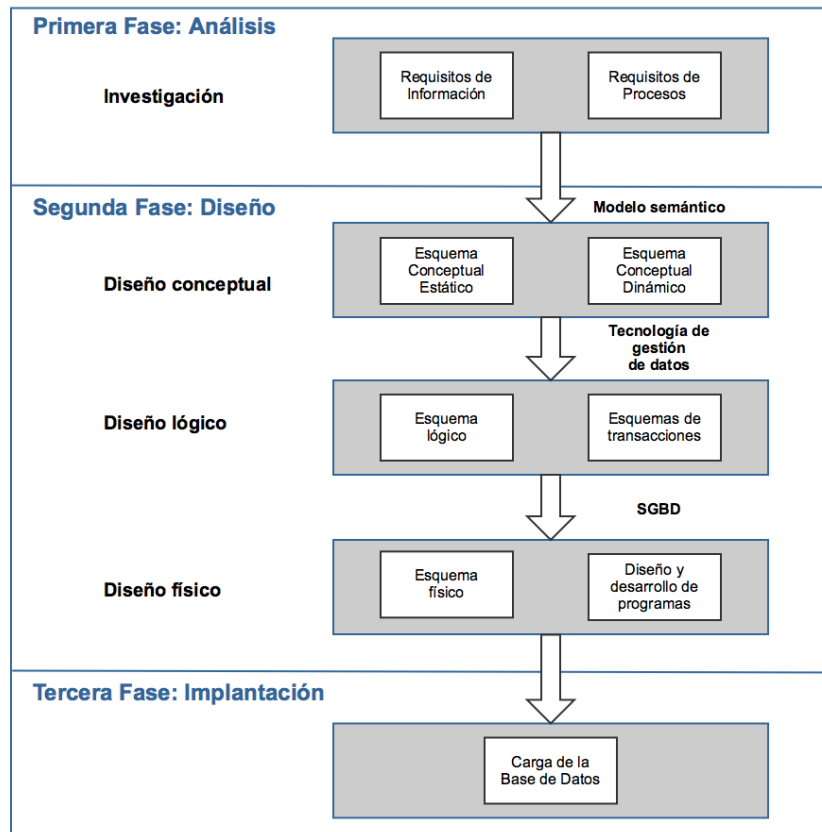 Primera Fase: Análisis
Investigación
Requisitos de
Información
Requisitos de
Procesos
Segunda Fase: Diseño
Modelo semántico
Diseño conceptual
Esquema
Conceptual
Estático
Esquema
Conceptual
Dinámico
Tecnología de
gestión
de datos
Diseño lógico
Esquema
lógico
Esquemas de
transacciones
SGBD
Diseño físico
Esquema
físico
Diseño y
desarrollo de
programas
Tercera Fase: Implantación
Carga de la
Base de Datos